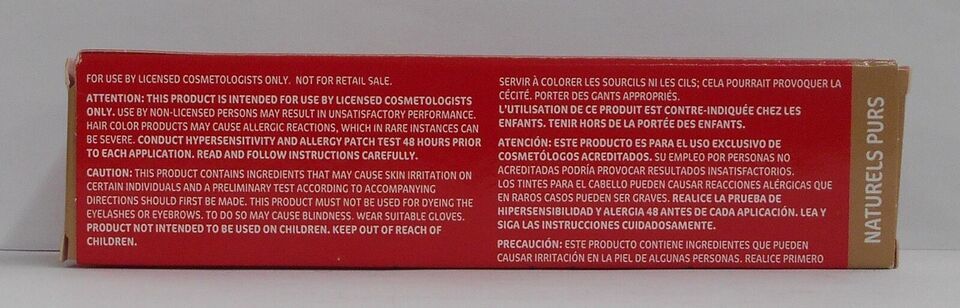 FOR USE BY LICENSED COSMETOLOGISTS ONLY. NOT FOR RETAIL SALE.
ATTENTION: THIS PRODUCT IS INTENDED FOR USE BY LICENSED COSMETOLOGISTS
ONLY. USE BY NON-LICENSED PERSONS MAY RESULT IN UNSATISFACTORY PERFORMANCE.
HAIR COLOR PRODUCTS MAY CAUSE ALLERGIC REACTIONS, WHICH IN RARE INSTANCES CAN
BE SEVERE. CONDUCT HYPERSENSITIVITY AND ALLERGY PATCH TEST 48 HOURS PRIOR
TO EACH APPLICATION. READ AND FOLLOW INSTRUCTIONS CAREFULLY.
CAUTION: THIS PRODUCT CONTAINS INGREDIENTS THAT MAY CAUSE SKIN IRRITATION ON
CERTAIN INDIVIDUALS AND A PRELIMINARY TEST ACCORDING TO ACCOMPANYING
DIRECTIONS SHOULD FIRST BE MADE. THIS PRODUCT MUST NOT BE USED FOR DYEING THE
EYELASHES OR EYEBROWS. TO DO SO MAY CAUSE BLINDNESS. WEAR SUITABLE GLOVES.
PRODUCT NOT INTENDED TO BE USED ON CHILDREN. KEEP OUT OF REACH OF
CHILDREN.
SERVIR À COLORER LES SOURCILS NI LES CILS; CELA POURRAIT PROVOQUER LA
CÉCITÉ. PORTER DES GANTS APPROPRIÉS.
L'UTILISATION DE CE PRODUIT EST CONTRE-INDIQUÉE CHEZ LES
ENFANTS. TENIR HORS DE LA PORTÉE DES ENFANTS.
ATENCIÓN: ESTE PRODUCTO ES PARA EL USO EXCLUSIVO DE
COSMETÓLOGOS ACREDITADOS. SU EMPLEO POR PERSONAS NO
ACREDITADAS PODRÍA PROVOCAR RESULTADOS INSATISFACTORIOS.
LOS TINTES PARA EL CABELLO PUEDEN CAUSAR REACCIONES ALÉRGICAS QUE
EN RAROS CASOS PUEDEN SER GRAVES. REALICE LA PRUEBA DE
HIPERSENSIBILIDAD Y ALERGIA 48 ANTES DE CADA APLICACIÓN. LEA Y
SIGA LAS INSTRUCCIONES CUIDADOSAMENTE.
PRECAUCIÓN: ESTE PRODUCTO CONTIENE INGREDIENTES QUE PUEDEN
CAUSAR IRRITACIÓN EN LA PIEL DE ALGUNAS PERSONAS. REALICE PRIMERO
NATURELS PURS